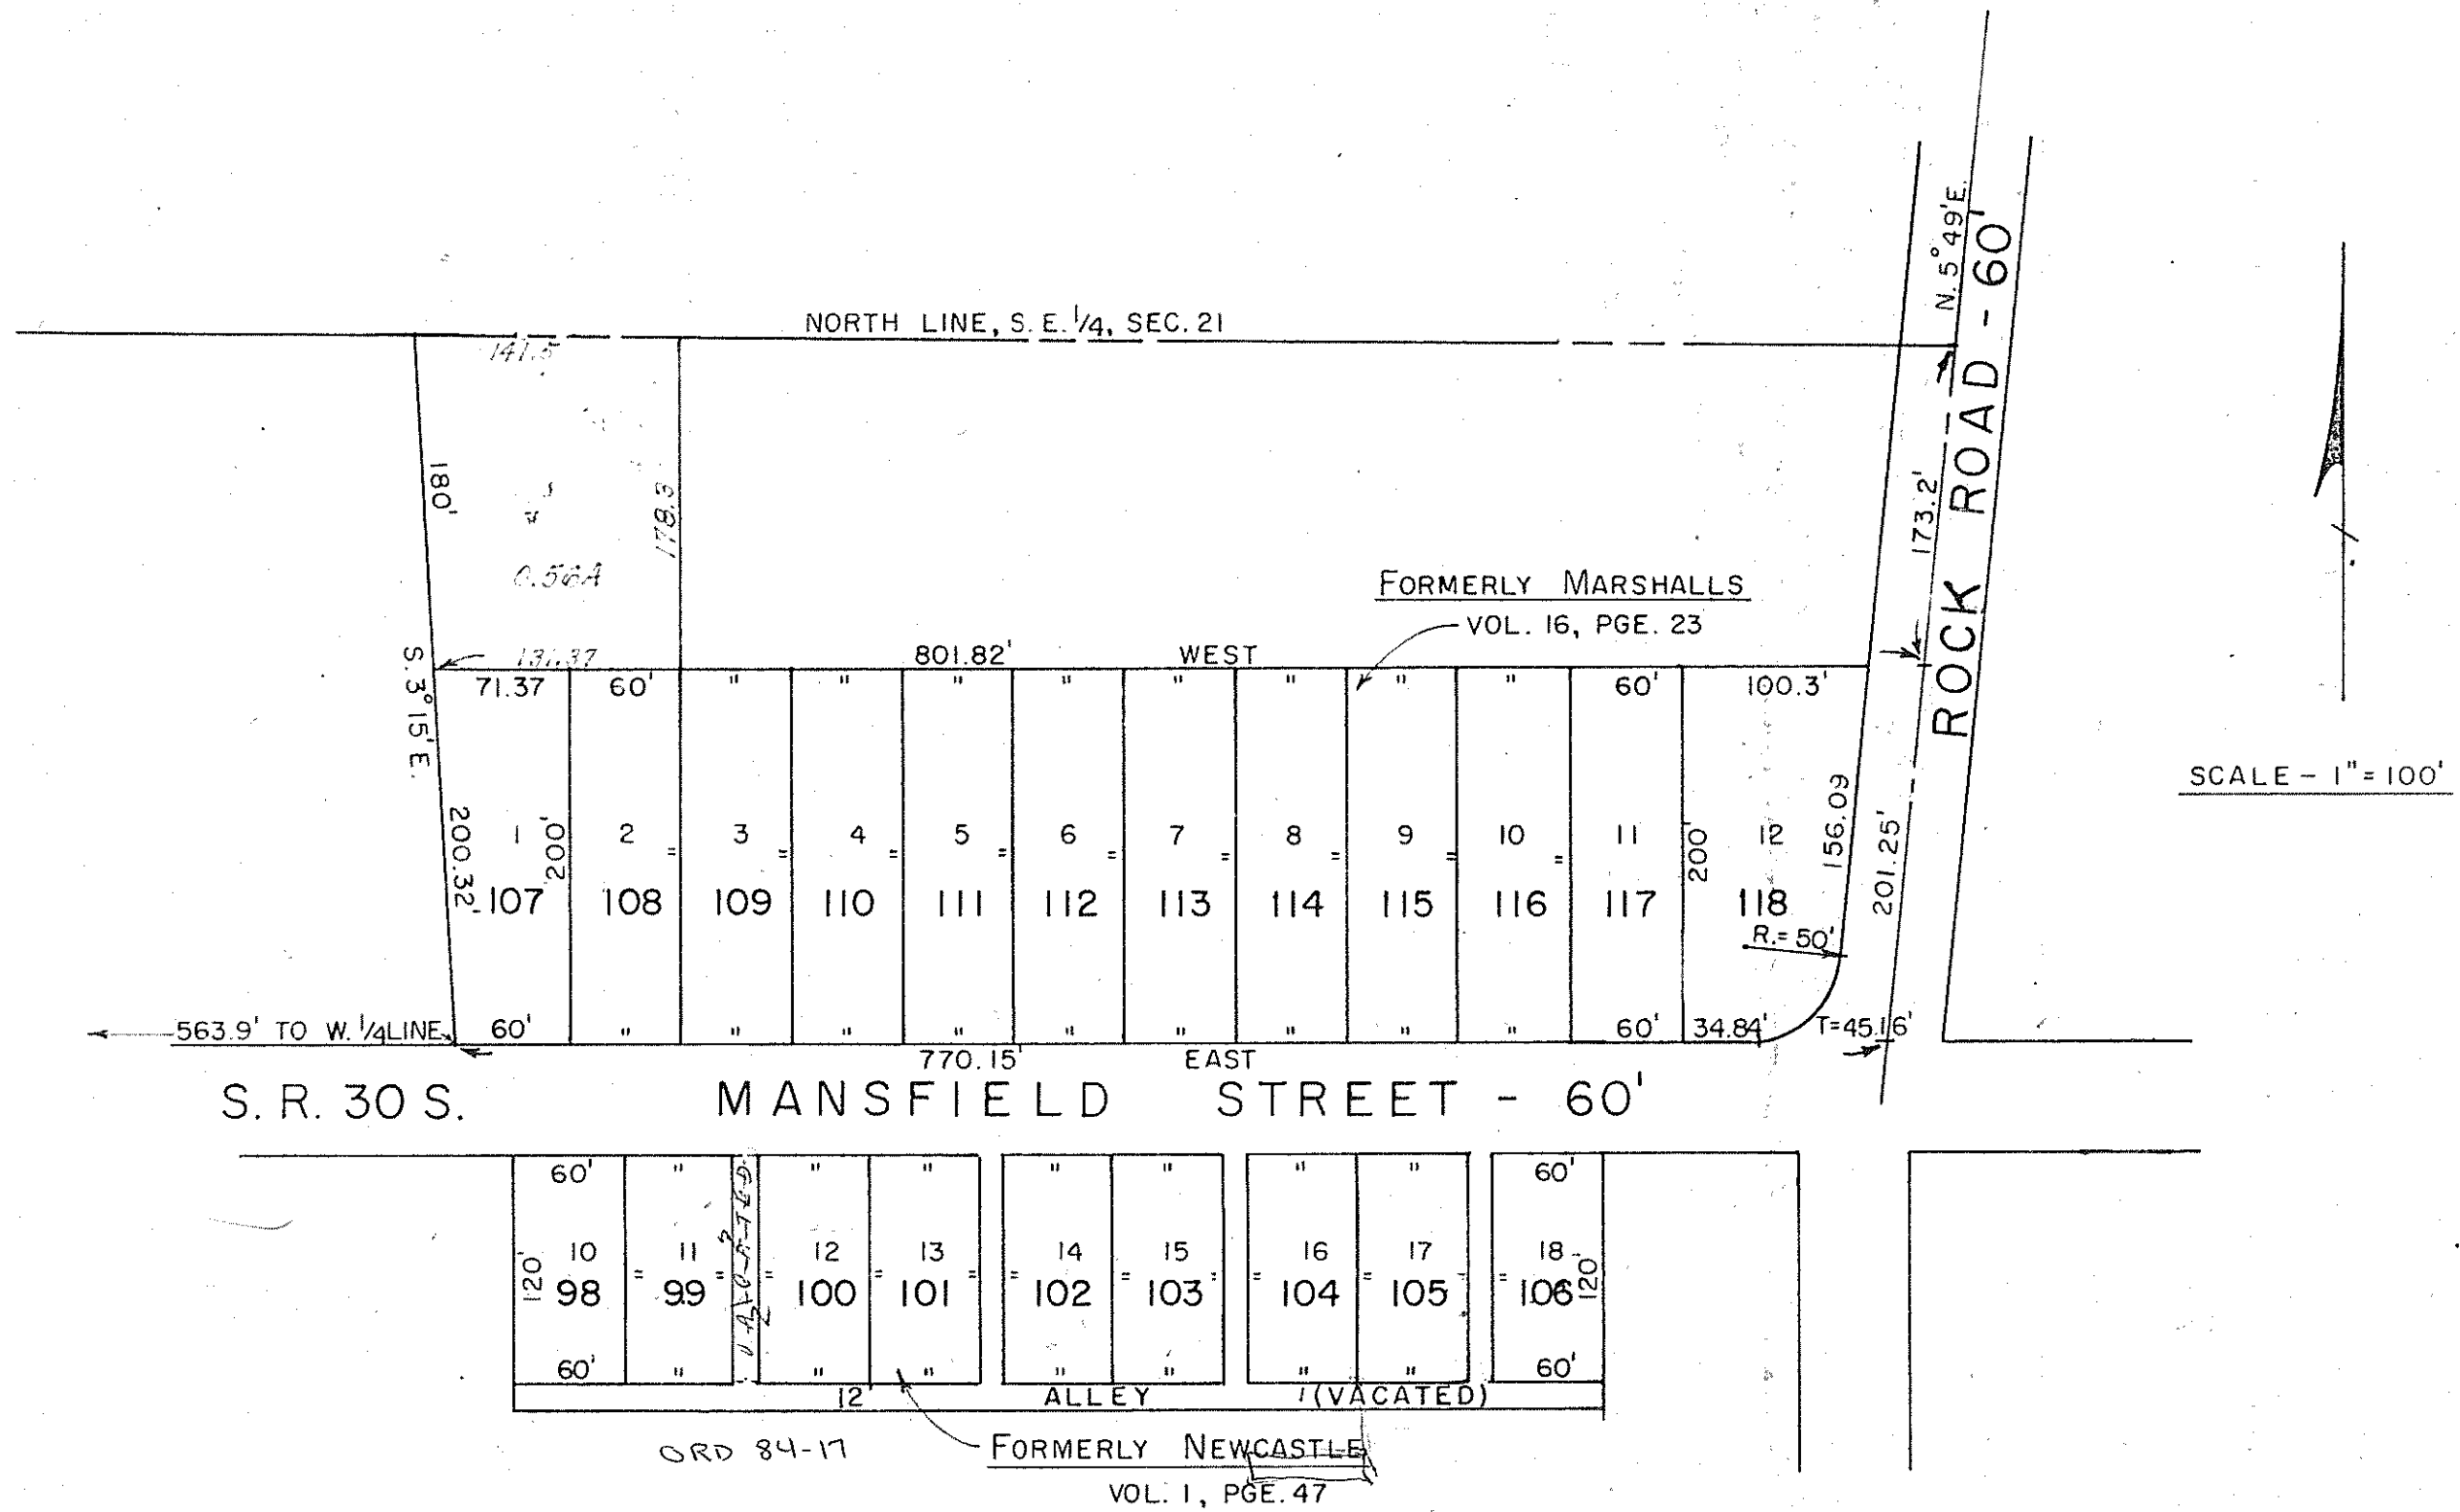 N. 5° 49' E.
ROCK ROAD - 60'
NORTH LINE, S. E. 1/4, SEC. 21
141.5
180'
178.3
173.2'
0.56A
FORMERLY MARSHALLS
VOL. 16, PGE. 23
S. 3° 15' E.
131.37
801.82' WEST
71.37 60' " " " " " " " " 60' 100.3'
SCALE - 1" = 100'
200.32' 200' 200' 156.09 201.25'
1 2 3 4 5 6 7 8 9 10 11 12
= = = = = = = = =
107 108 109 110 111 112 113 114 115 116 117 118
R. = 50'
563.9' TO W. 1/4 LINE 60' " " " " " " " " " 60' 34.84' T=45.16'
770.15' EAST
S. R. 30 S. MANSFIELD STREET - 60'
60' " " " " " " " 60'
VACATED
10 11 12 13 14 15 16 17 18
120' = = = = = = = = = = = 120'
98 99 100 101 102 103 104 105 106
60' " " " " " " " 60'
12' ALLEY (VACATED)
ORD 84-17
FORMERLY NEWCASTLE
VOL. 1, PGE. 47